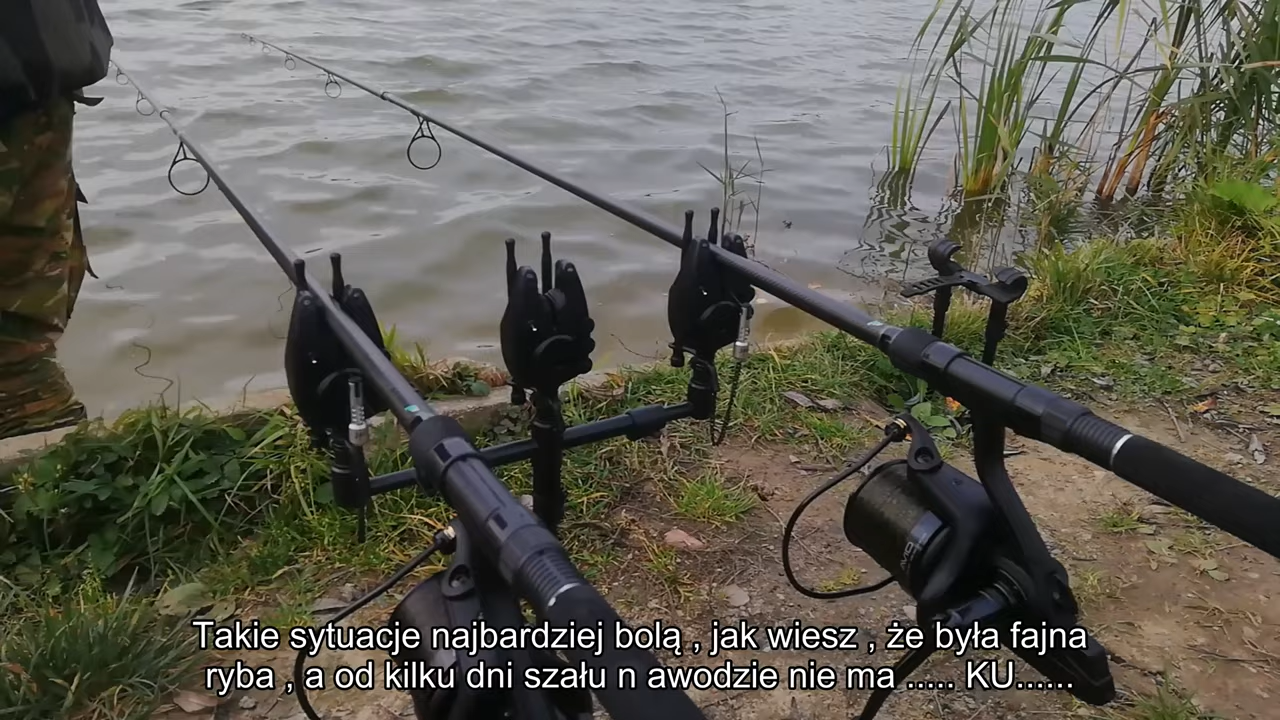 Takie sytuacje najbardziej bolą , jak wiesz , że była fajna
ryba , a od kilku dni szału n awodzie nie ma ..... KU......